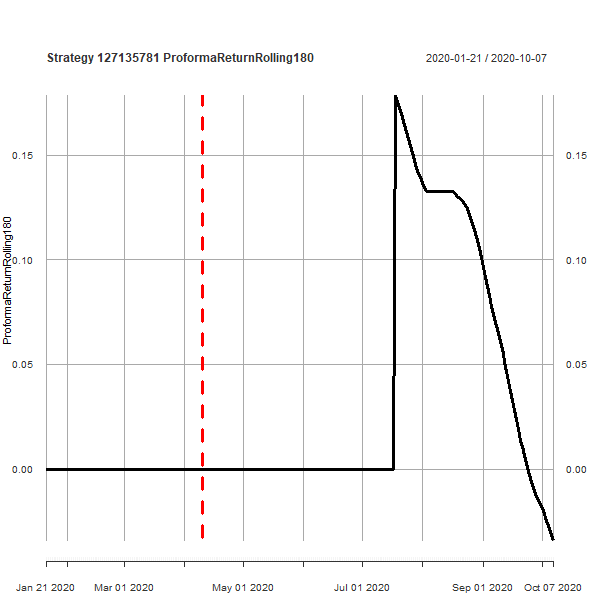 Strategy 127135781 ProformaReturnRolling180
2020-01-21 / 2020-10-07
ProformaReturnRolling180
0.15
0.10
0.05
0.00
0.15
0.10
0.05
0.00
Jan 21 2020
Mar 01 2020
May 01 2020
Jul 01 2020
Sep 01 2020
Oct 07 2020